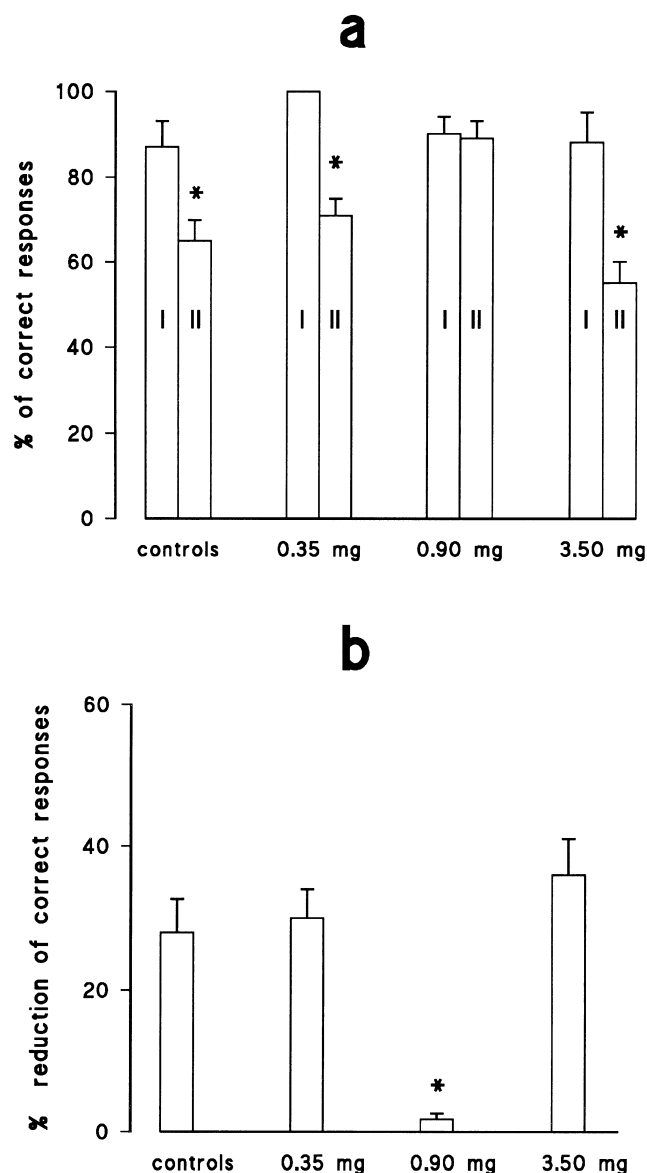 a
% of correct responses
100
80
60
40
20
0
*
*
*
I II I II I II I II
controls 0.35 mg 0.90 mg 3.50 mg
b
% reduction of correct responses
60
40
20
0
*
controls 0.35 mg 0.90 mg 3.50 mg